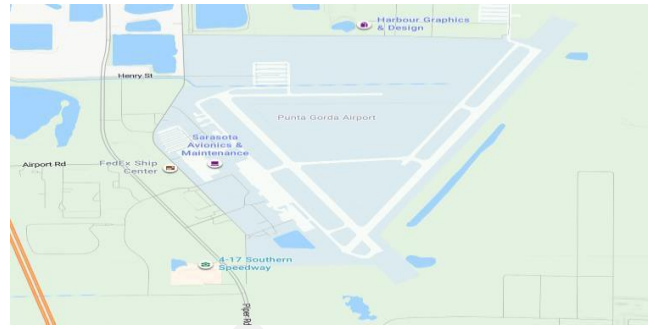 Harbour Graphics
& Design
Henry St
Punta Gorda Airport
Sarasota
Avionics &
Maintenance
Airport Rd
FedEx Ship
Center
4-17 Southern
Speedway
Piper Rd